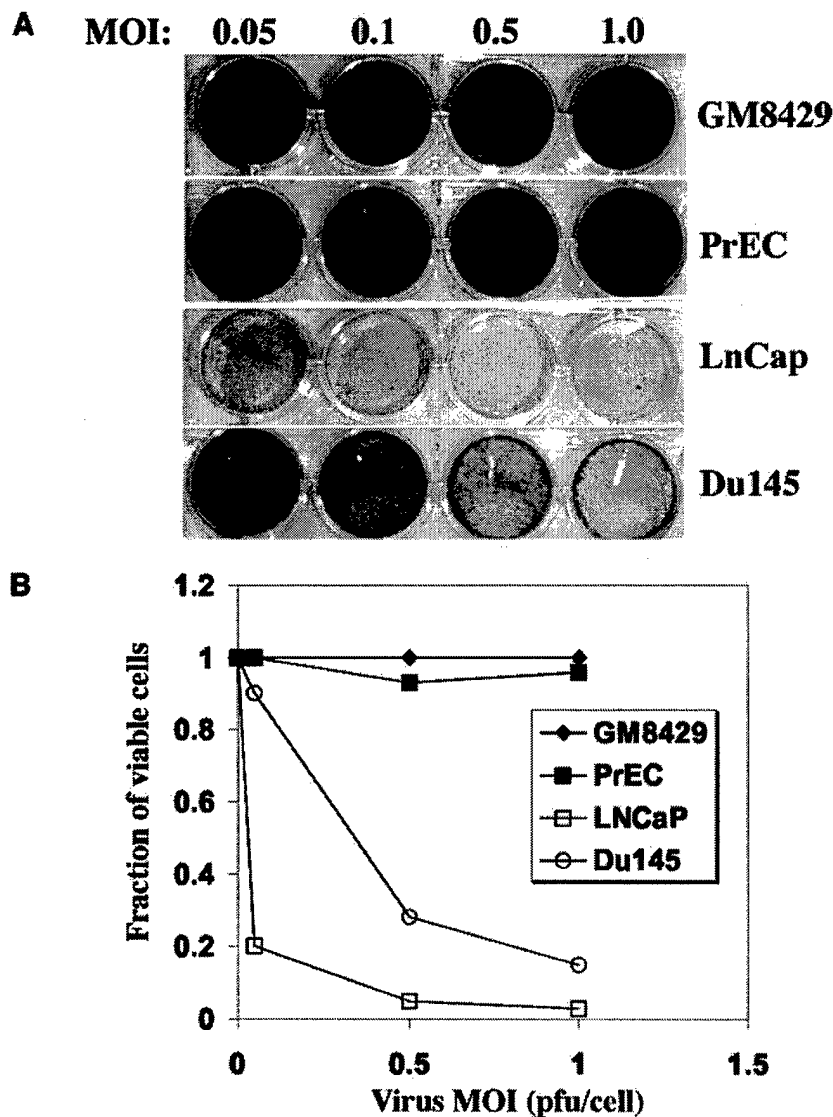 A
MOI: 0.05 0.1 0.5 1.0
GM8429
PrEC
LnCap
Du145
B
Fraction of viable cells
1.2
1
0.8
0.6
0.4
0.2
0
GM8429
PrEC
LNCaP
Du145
0 0.5 1 1.5
Virus MOI (pfu/cell)